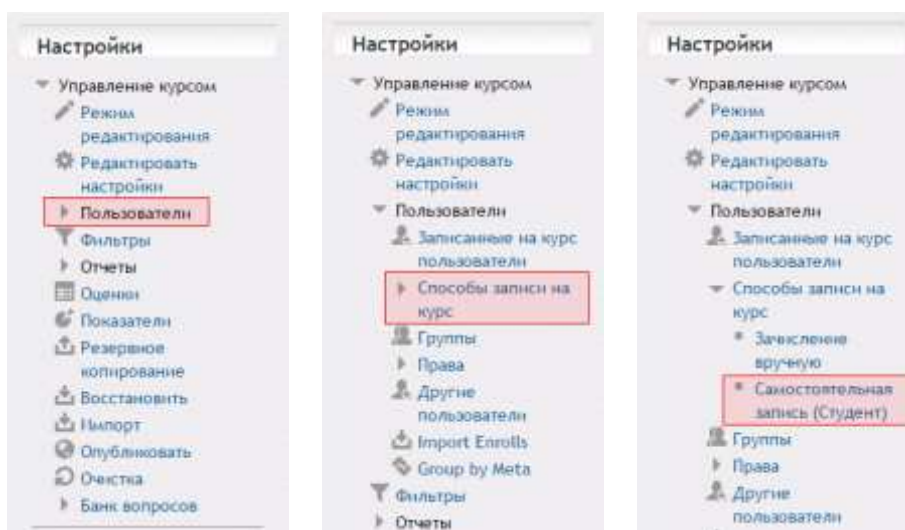 Настройки
Управление курсом
Режим
редактирования
Редактировать
настройки
Пользователи
Фильтры
Отчеты
Оценки
Показатели
Резервное
копирование
Восстановить
Импорт
Опубликовать
Очистка
Банк вопросов
Настройки
Управление курсом
Режим
редактирования
Редактировать
настройки
Пользователи
Записанные на курс
пользователи
Способы записи на
курс
Группы
Права
Другие
пользователи
Import Enrolls
Group by Meta
Фильтры
Отчеты
Настройки
Управление курсом
Режим
редактирования
Редактировать
настройки
Пользователи
Записанные на курс
пользователи
Способы записи на
курс
Зачисление
вручную
Самостоятельная
запись (Студент)
Группы
Права
Другие
пользователи